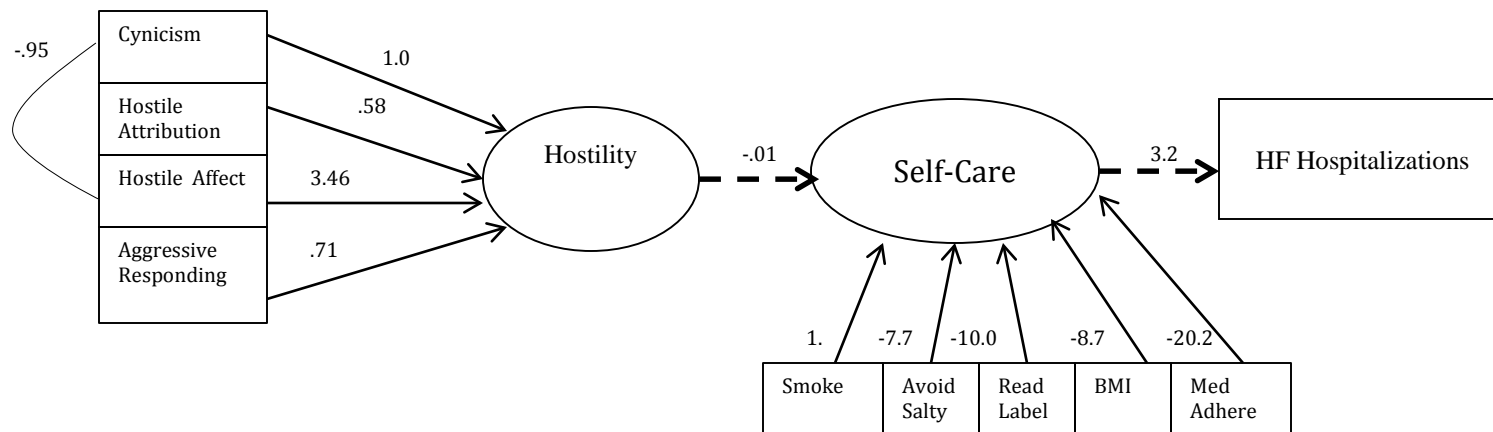 Cynicism
-.95
1.0
Hostile
Attribution
.58
Hostile Affect
3.46
Aggressive
Responding
.71
Hostility
-.01
Self-Care
3.2
HF Hospitalizations
1.
-7.7
-10.0
-8.7
-20.2
Smoke
Avoid
Salty
Read
Label
BMI
Med
Adhere